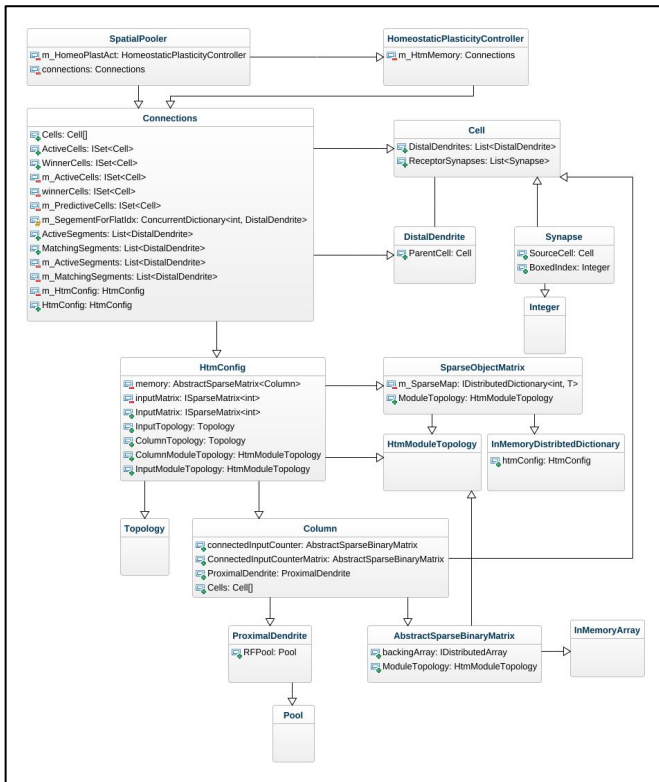 SpatialPooler
m_HomeoPlastAct: HomeostaticPlasticityController
connections: Connections
HomeostaticPlasticityController
m_HtmMemory: Connections
Connections
Cells: Cell[]
ActiveCells: ISet<Cell>
WinnerCells: ISet<Cell>
m_ActiveCells: ISet<Cell>
winnerCells: ISet<Cell>
m_PredictiveCells: ISet<Cell>
m_SegementForFlatIdx: ConcurrentDictionary<int, DistalDendrite>
ActiveSegments: List<DistalDendrite>
MatchingSegments: List<DistalDendrite>
m_ActiveSegments: List<DistalDendrite>
m_MatchingSegments: List<DistalDendrite>
m_HtmConfig: HtmConfig
HtmConfig: HtmConfig
Cell
DistalDendrites: List<DistalDendrite>
ReceptorSynapses: List<Synapse>
DistalDendrite
ParentCell: Cell
Synapse
SourceCell: Cell
BoxedIndex: Integer
Integer
HtmConfig
memory: AbstractSparseMatrix<Column>
inputMatrix: ISparseMatrix<int>
InputMatrix: ISparseMatrix<int>
InputTopology: Topology
ColumnTopology: Topology
ColumnModuleTopology: HtmModuleTopology
InputModuleTopology: HtmModuleTopology
SparseObjectMatrix
m_SparseMap: IDistributedDictionary<int, T>
ModuleTopology: HtmModuleTopology
HtmModuleTopology
InMemoryDistribtedDictionary
htmConfig: HtmConfig
Topology
Column
connectedInputCounter: AbstractSparseBinaryMatrix
ConnectedInputCounterMatrix: AbstractSparseBinaryMatrix
ProximalDendrite: ProximalDendrite
Cells: Cell[]
ProximalDendrite
RFPool: Pool
AbstractSparseBinaryMatrix
backingArray: IDistributedArray
ModuleTopology: HtmModuleTopology
InMemoryArray
Pool